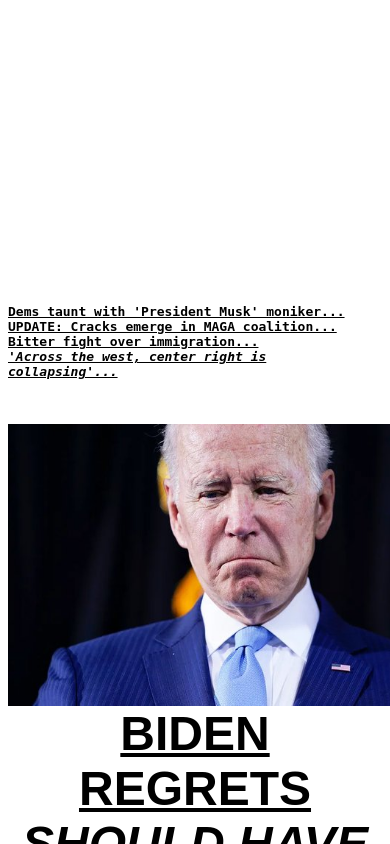 Dems taunt with 'President Musk' moniker...
UPDATE: Cracks emerge in MAGA coalition...
Bitter fight over immigration...
'Across the west, center right is
collapsing'...
BIDEN
REGRETS
SHOULD HAVE